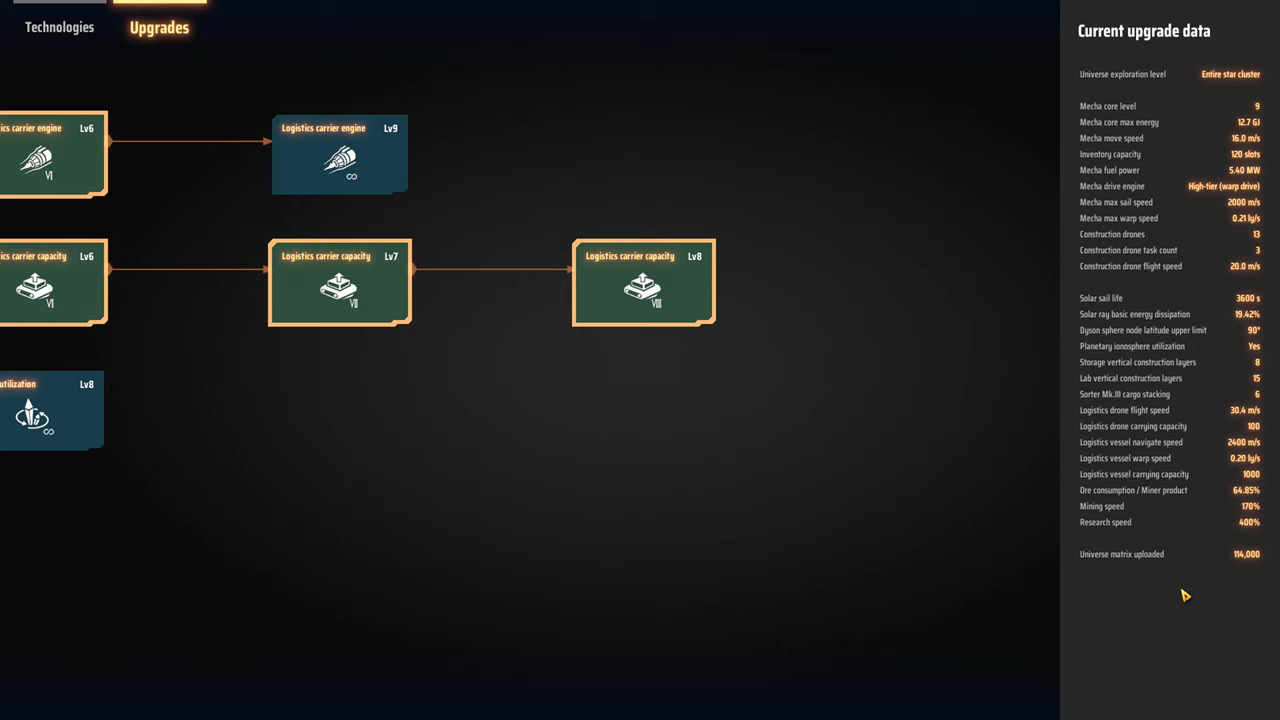 Technologies
Upgrades
ics carrier engine Lv6
VI
Logistics carrier engine Lv9
∞
ics carrier capacity Lv6
VI
Logistics carrier capacity Lv7
VII
Logistics carrier capacity Lv8
VIII
utilization Lv8
∞
Current upgrade data
Universe exploration level Entire star cluster
Mecha core level 9
Mecha core max energy 12.7 GJ
Mecha move speed 16.0 m/s
Inventory capacity 120 slots
Mecha fuel power 5.40 MW
Mecha drive engine High-tier (warp drive)
Mecha max sail speed 2000 m/s
Mecha max warp speed 0.21 ly/s
Construction drones 13
Construction drone task count 3
Construction drone flight speed 20.0 m/s
Solar sail life 3600 s
Solar ray basic energy dissipation 19.42%
Dyson sphere node latitude upper limit 90°
Planetary ionosphere utilization Yes
Storage vertical construction layers 8
Lab vertical construction layers 15
Sorter Mk.III cargo stacking 6
Logistics drone flight speed 30.4 m/s
Logistics drone carrying capacity 100
Logistics vessel navigate speed 2400 m/s
Logistics vessel warp speed 0.20 ly/s
Logistics vessel carrying capacity 1000
Ore consumption / Miner product 64.85%
Mining speed 170%
Research speed 400%
Universe matrix uploaded 114,000